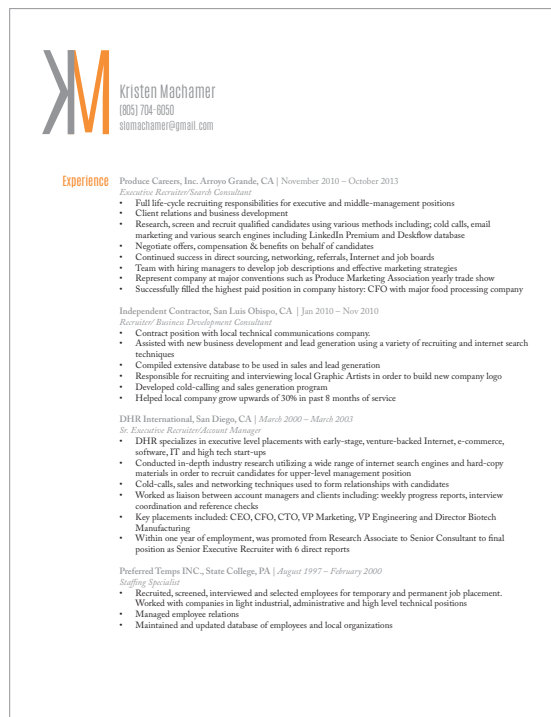 KM
Kristen Machamer
(805) 704-6050
slomachamer@gmail.com
Experience
Produce Careers, Inc. Arroyo Grande, CA | November 2010 – October 2013
Executive Recruiter/Search Consultant
• Full life-cycle recruiting responsibilities for executive and middle-management positions
• Client relations and business development
• Research, screen and recruit qualified candidates using various methods including; cold calls, email
marketing and various search engines including LinkedIn Premium and Deskflow database
• Negotiate offers, compensation & benefits on behalf of candidates
• Continued success in direct sourcing, networking, referrals, Internet and job boards
• Team with hiring managers to develop job descriptions and effective marketing strategies
• Represent company at major conventions such as Produce Marketing Association yearly trade show
• Successfully filled the highest paid position in company history: CFO with major food processing company
Independent Contractor, San Luis Obispo, CA | Jan 2010 – Nov 2010
Recruiter/ Business Development Consultant
• Contract position with local technical communications company.
• Assisted with new business development and lead generation using a variety of recruiting and internet search
techniques
• Compiled extensive database to be used in sales and lead generation
• Responsible for recruiting and interviewing local Graphic Artists in order to build new company logo
• Developed cold-calling and sales generation program
• Helped local company grow upwards of 30% in past 8 months of service
DHR International, San Diego, CA | March 2000 – March 2003
Sr. Executive Recruiter/Account Manager
• DHR specializes in executive level placements with early-stage, venture-backed Internet, e-commerce,
software, IT and high tech start-ups
• Conducted in-depth industry research utilizing a wide range of internet search engines and hard-copy
materials in order to recruit candidates for upper-level management position
• Cold-calls, sales and networking techniques used to form relationships with candidates
• Worked as liaison between account managers and clients including: weekly progress reports, interview
coordination and reference checks
• Key placements included: CEO, CFO, CTO, VP Marketing, VP Engineering and Director Biotech
Manufacturing
• Within one year of employment, was promoted from Research Associate to Senior Consultant to final
position as Senior Executive Recruiter with 6 direct reports
Preferred Temps INC., State College, PA | August 1997 – February 2000
Staffing Specialist
• Recruited, screened, interviewed and selected employees for temporary and permanent job placement.
Worked with companies in light industrial, administrative and high level technical positions
• Managed employee relations
• Maintained and updated database of employees and local organizations